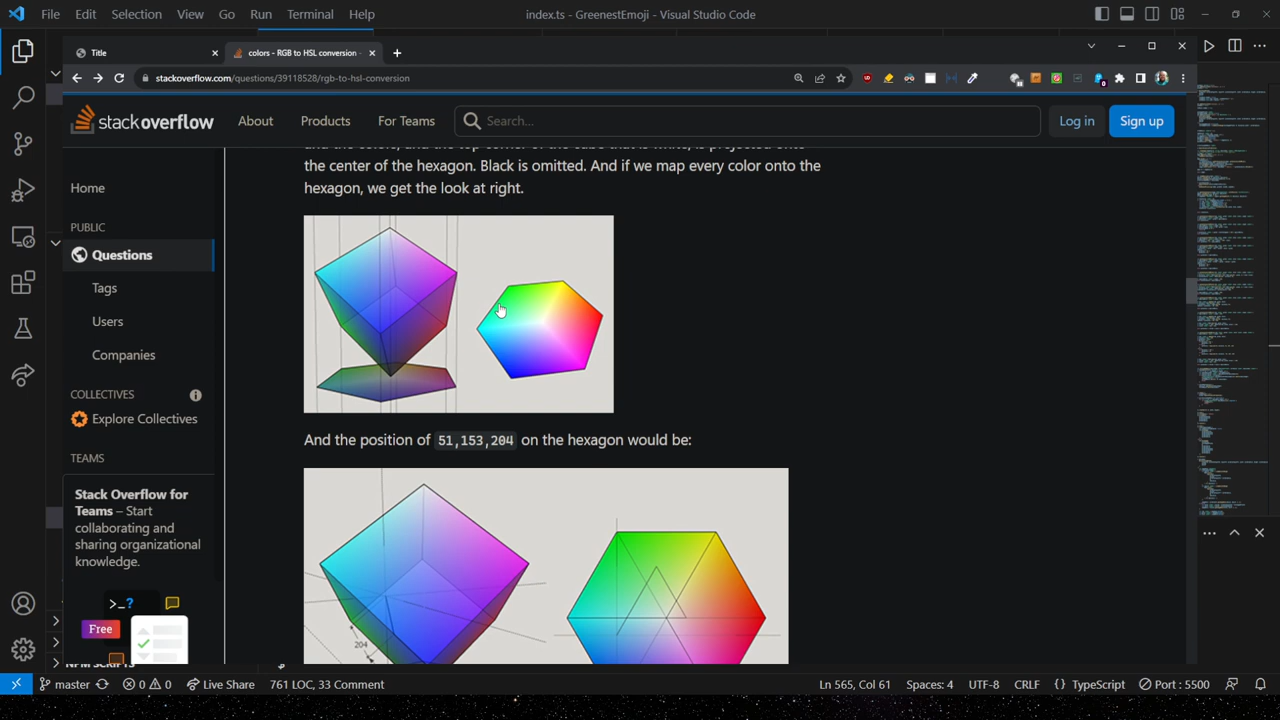 File Edit Selection View Go Run Terminal Help index.ts - GreenestEmoji - Visual Studio Code
Title colors - RGB to HSL conversion -
stackoverflow.com/questions/39118528/rgb-to-hsl-conversion
stackoverflow About Products For Teams Search... Log in Sign up
the center of the hexagon.
omitted. And if we map every color on the
hexagon, we get the look at right.
Home
PUBLIC
Questions
Tags
Users
Companies
COLLECTIVES
Explore Collectives
TEAMS
Stack Overflow for
Teams – Start
collaborating and
sharing organizational
knowledge.
>_?
Free
And the position of 51,153,204 on the hexagon would be:
204
master 0 0 Live Share 761 LOC, 33 Comment Ln 565, Col 61 Spaces: 4 UTF-8 CRLF {} TypeScript Port : 5500